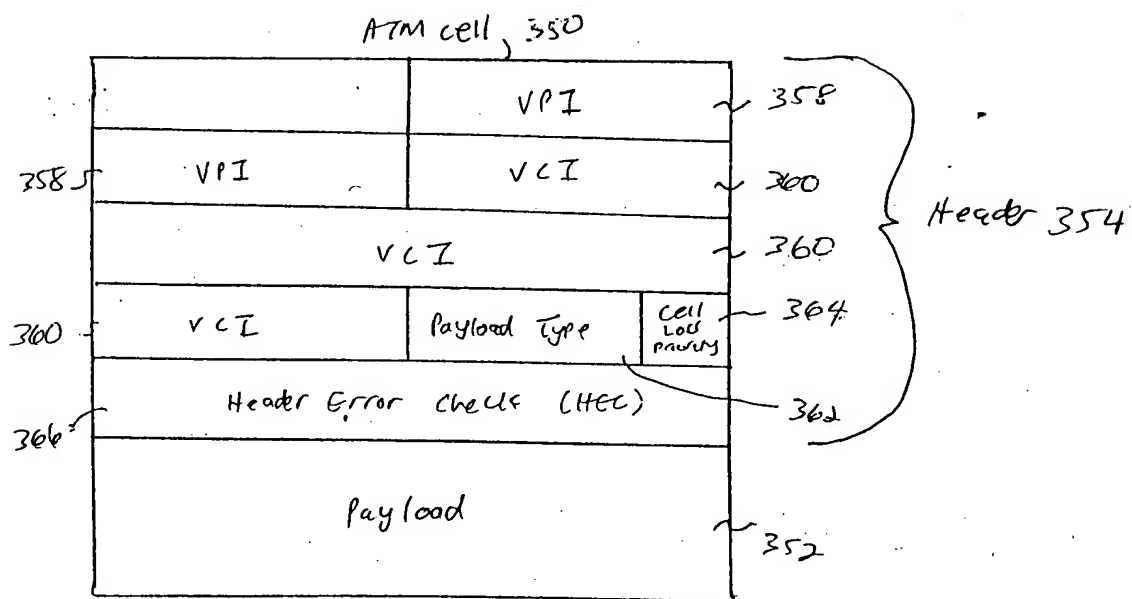 ATM cell 350
VPI 358
358 VPI VCI 360
Header 354
VCI 360
360 VCI Payload Type Cell 364
Loss
Priority
362
Header Error Check (HEC)
366
Payload
352